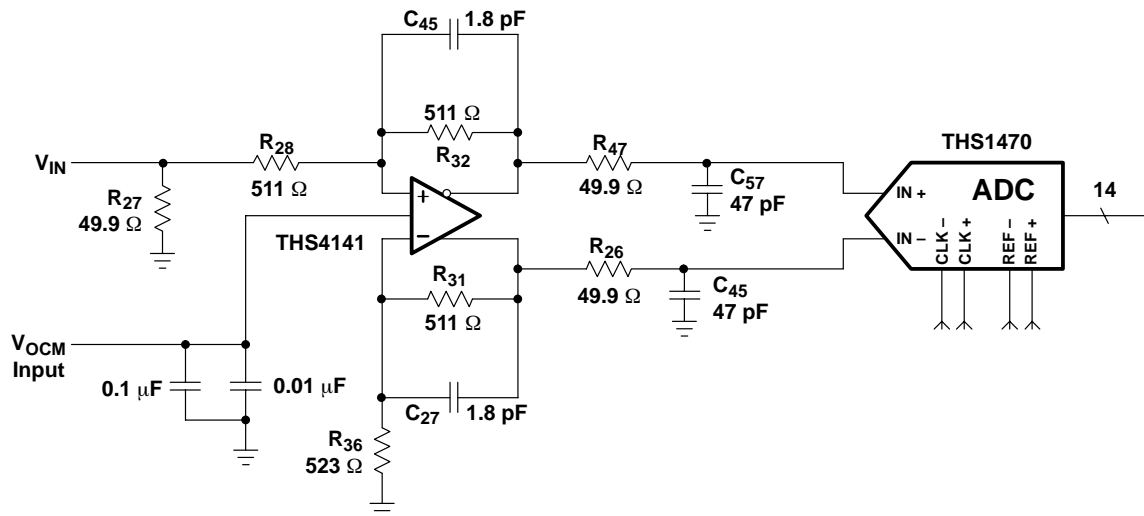 C45
1.8 pF
511 Ω
R32
VIN
R28
511 Ω
R27
49.9 Ω
R47
49.9 Ω
C57
47 pF
THS1470
ADC
IN +
IN −
CLK −
CLK +
REF −
REF +
14
+
−
THS4141
R31
511 Ω
R26
49.9 Ω
C45
47 pF
VOCM
Input
0.1 μF
0.01 μF
C27
1.8 pF
R36
523 Ω